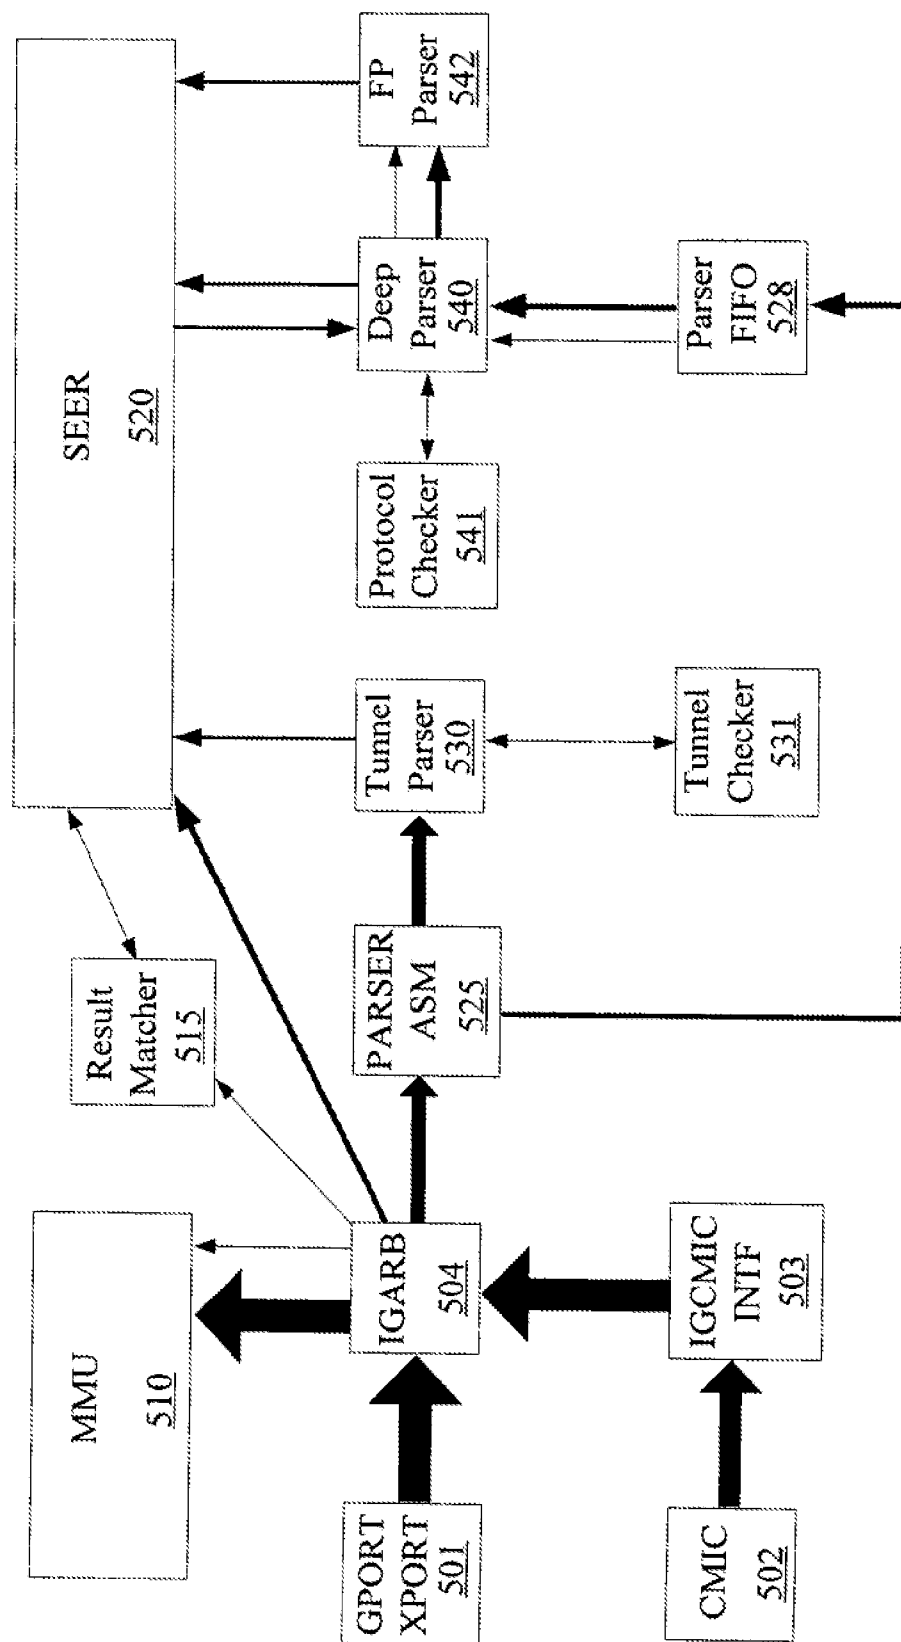 MMU
510
Result
Matcher
515
SEER
520
GPORT
XPORT
501
IGARB
504
PARSER
ASM
525
Tunnel
Parser
530
Protocol
Checker
541
Deep
Parser
540
FP
Parser
542
CMIC
502
IGCMIC
INTF
503
Tunnel
Checker
531
Parser
FIFO
528